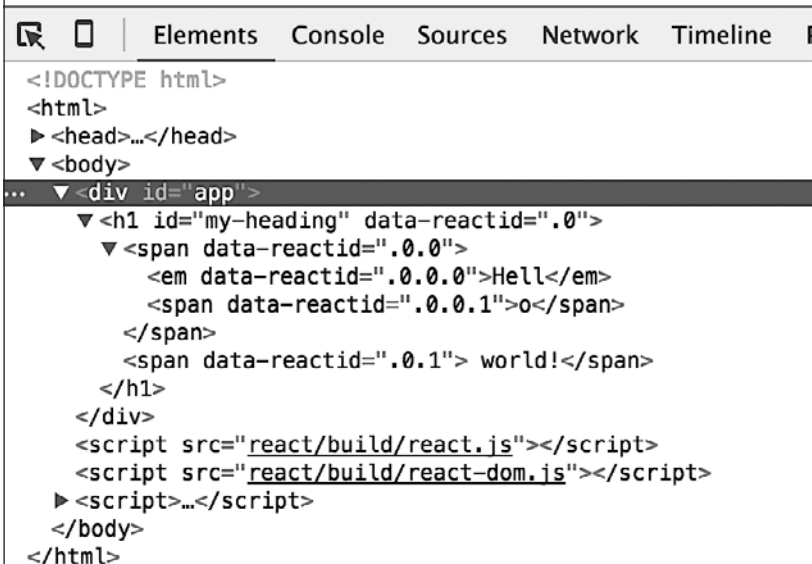 Elements Console Sources Network Timeline
<!DOCTYPE html>
<html>
<head>…</head>
<body>
… <div id="app">
<h1 id="my-heading" data-reactid=".0">
<span data-reactid=".0.0">
<em data-reactid=".0.0.0">Hell</em>
<span data-reactid=".0.0.1">o</span>
</span>
<span data-reactid=".0.1"> world!</span>
</h1>
</div>
<script src="react/build/react.js"></script>
<script src="react/build/react-dom.js"></script>
<script>…</script>
</body>
</html>